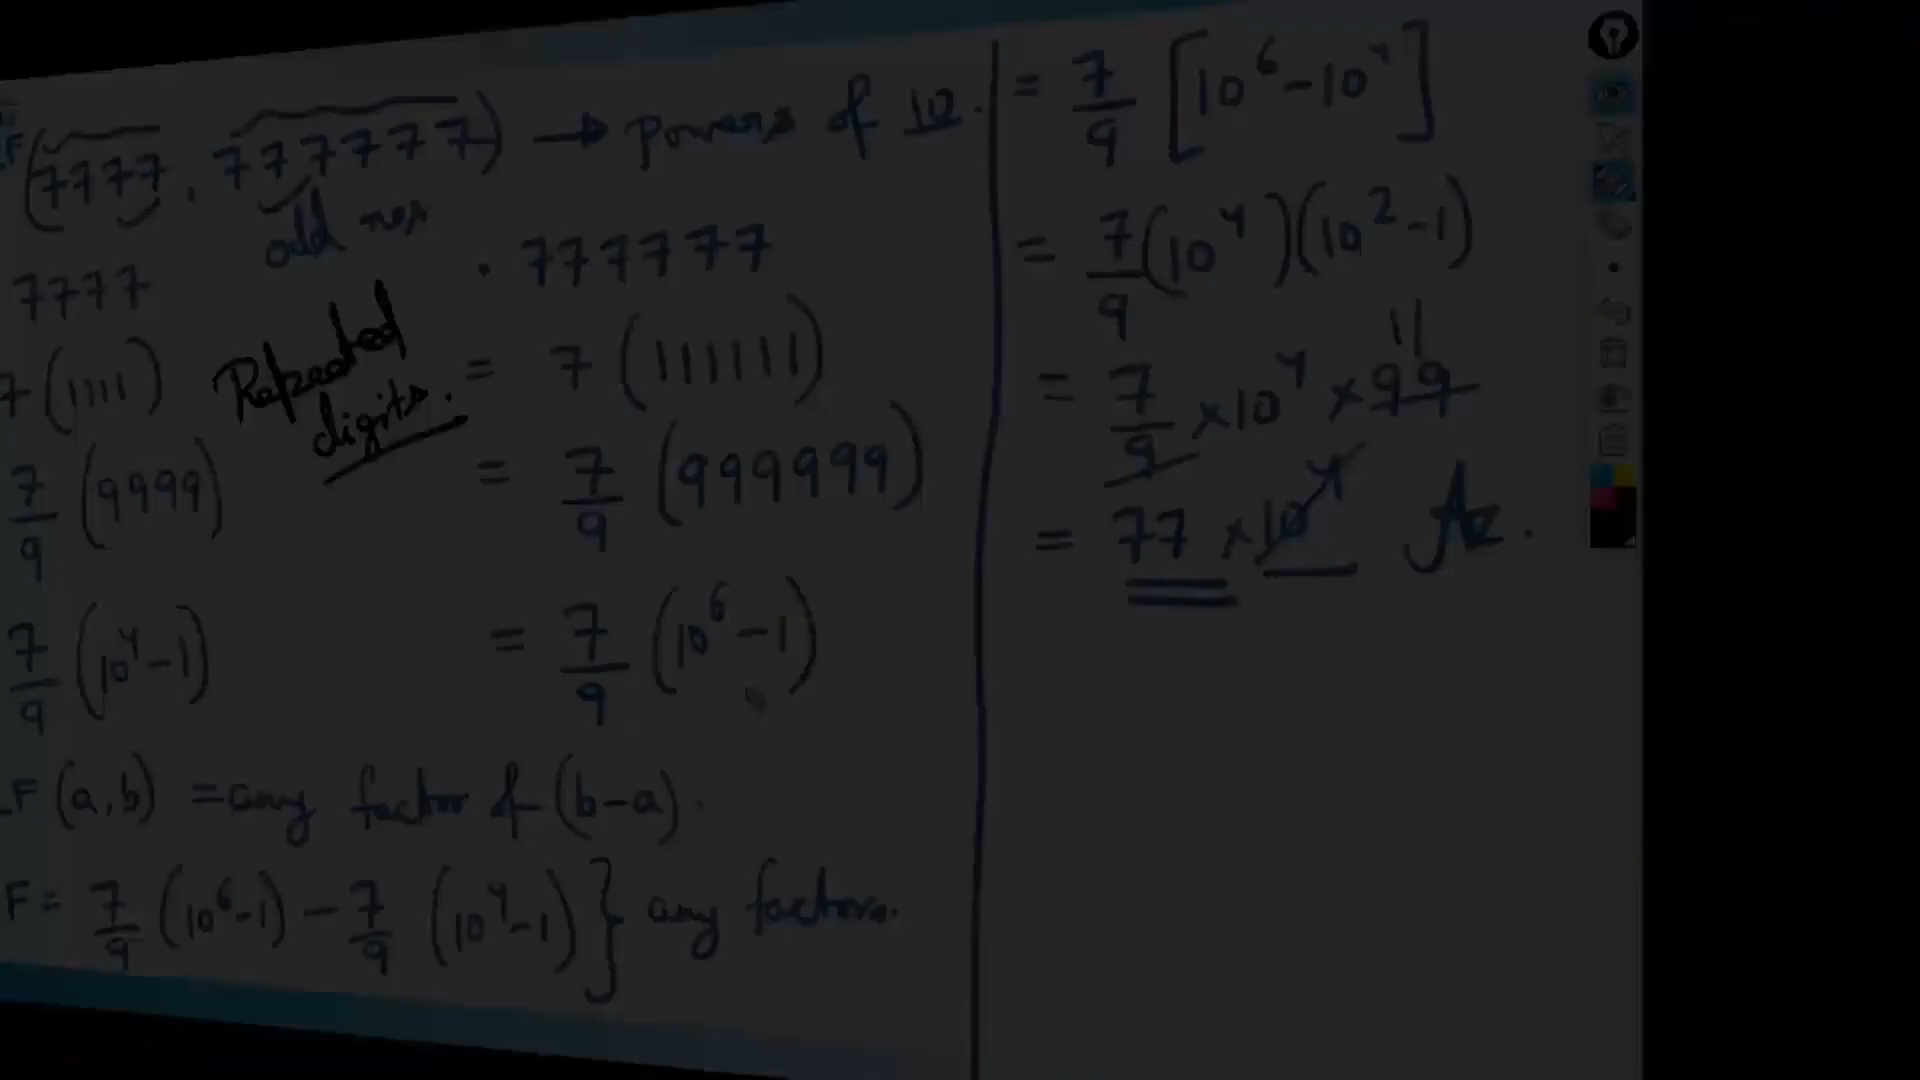 F(7777, 777777) → powers of 10.
odd nos
7777
777777
7(1111)
Repeated
digits.
= 7(111111)
7/9 (9999)
= 7/9 (999999)
7/9 (10⁴-1)
= 7/9 (10⁶-1)
F(a,b) = any factor of (b-a).
F = 7/9 (10⁶-1) - 7/9 (10⁴-1) } any factors.
= 7/9 [10⁶-10⁴]
= 7/9 (10⁴)(10²-1)
11
= 7/9 ×10⁴ × 99
= 77 × 10⁴